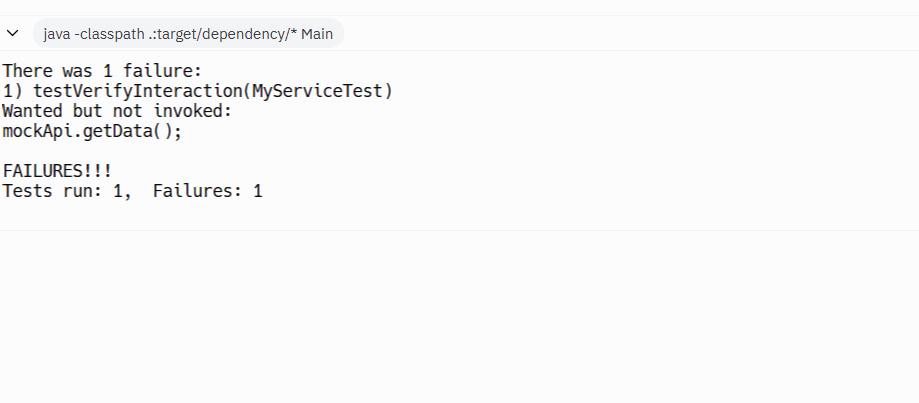 java -classpath .:target/dependency/* Main
There was 1 failure:
1) testVerifyInteraction(MyServiceTest)
Wanted but not invoked:
mockApi.getData();
FAILURES!!!
Tests run: 1,  Failures: 1